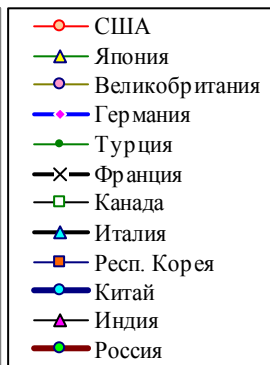 США
Япония
Великобритания
Германия
Турция
Франция
Канада
Италия
Респ. Корея
Китай
Индия
Россия